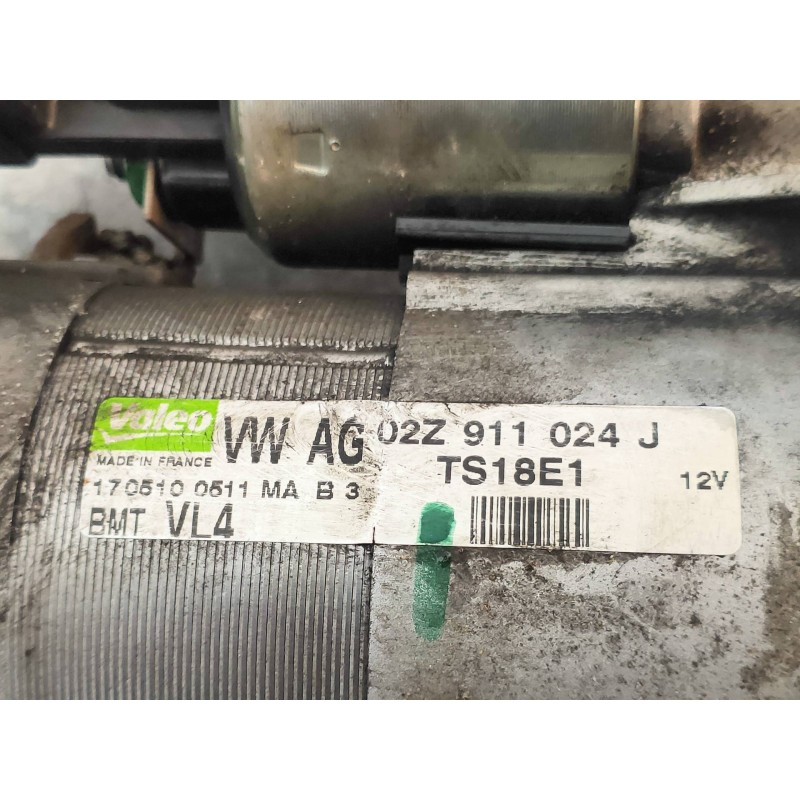 Valeo VW AG 02Z 911 024 J
MADE IN FRANCE TS18E1 12V
170510 0511 MA B 3
BMT VL4